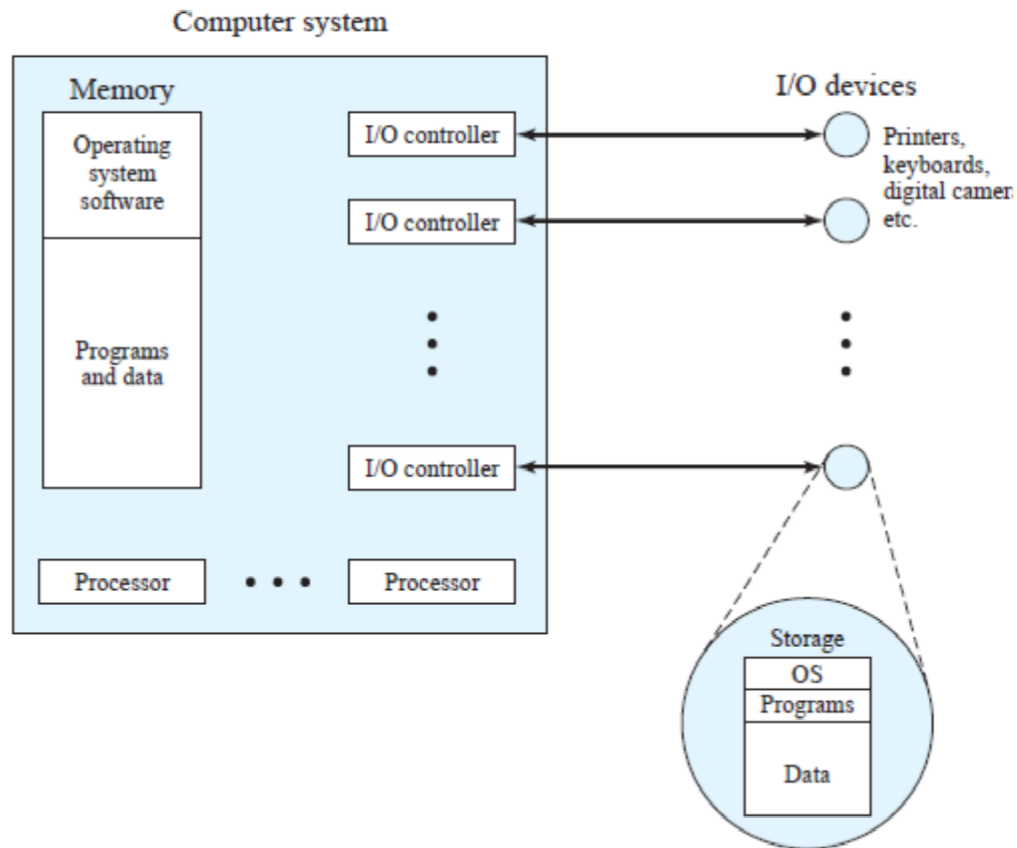 Computer system
Memory
Operating
system
software
Programs
and data
I/O controller
I/O controller
I/O controller
Processor
Processor
I/O devices
Printers,
keyboards,
digital camer
etc.
Storage
OS
Programs
Data